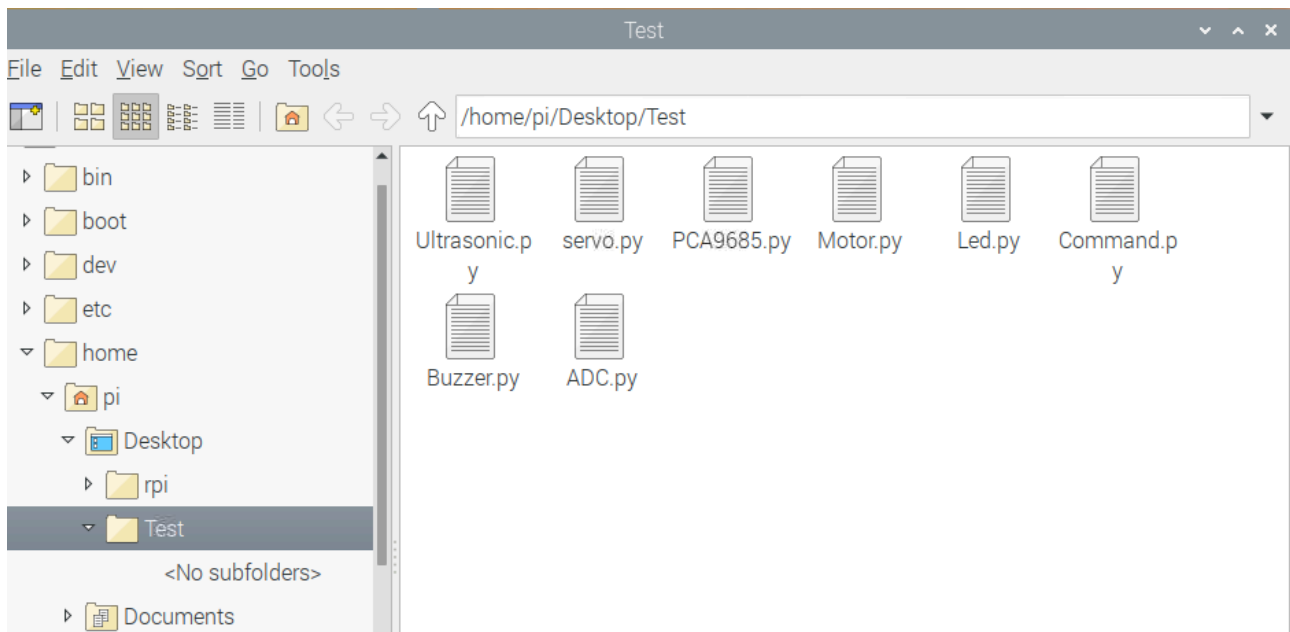 Test
File Edit View Sort Go Tools
/home/pi/Desktop/Test
bin
boot
dev
etc
home
pi
Desktop
rpi
Test
<No subfolders>
Documents
Ultrasonic.p
y
servo.py
PCA9685.py
Motor.py
Led.py
Command.p
y
Buzzer.py
ADC.py